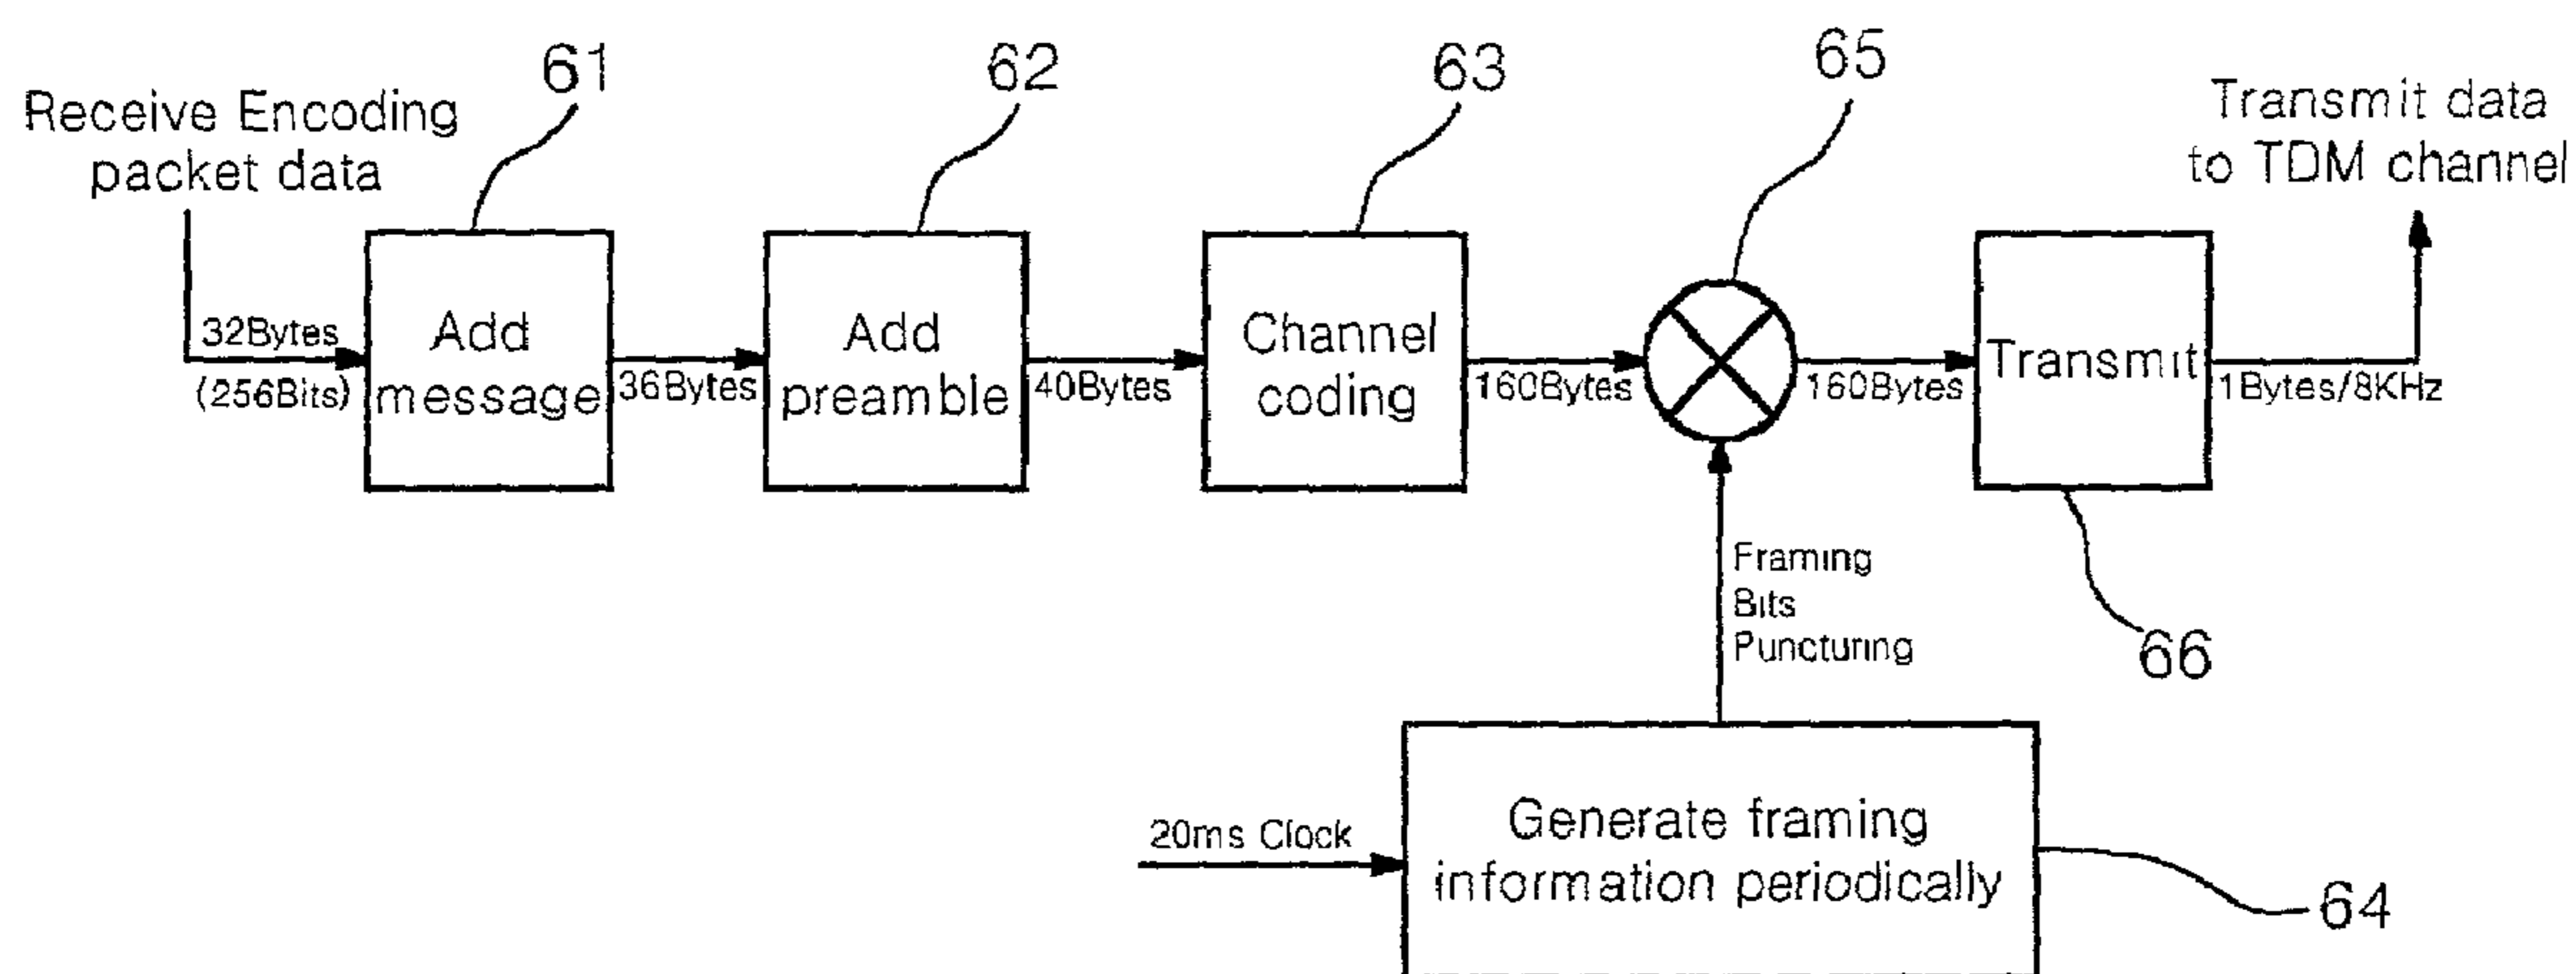 61
62
63
65
Receive Encoding
packet data
Transmit data
to TDM channel
32Bytes
(256Bits)
Add
message
36Bytes
Add
preamble
40Bytes
Channel
coding
160Bytes
160Bytes
Transmit
1Bytes/8KHz
Framing
Bits
Puncturing
66
20ms Clock
Generate framing
information periodically
64